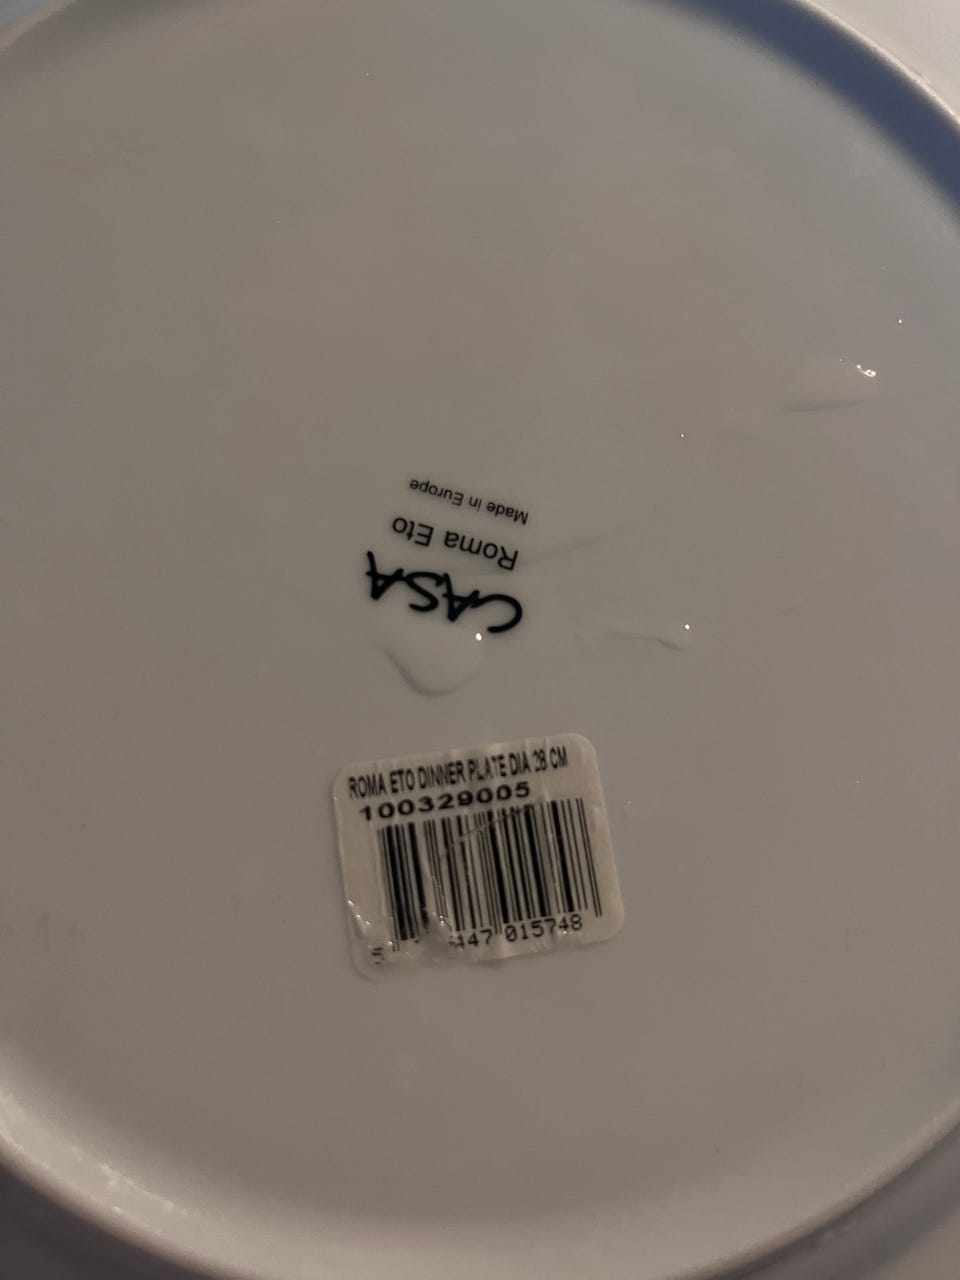 CASA
Roma Eto
Made in Europe
ROMA ETO DINNER PLATE DIA 28 CM
100329005
447 015748